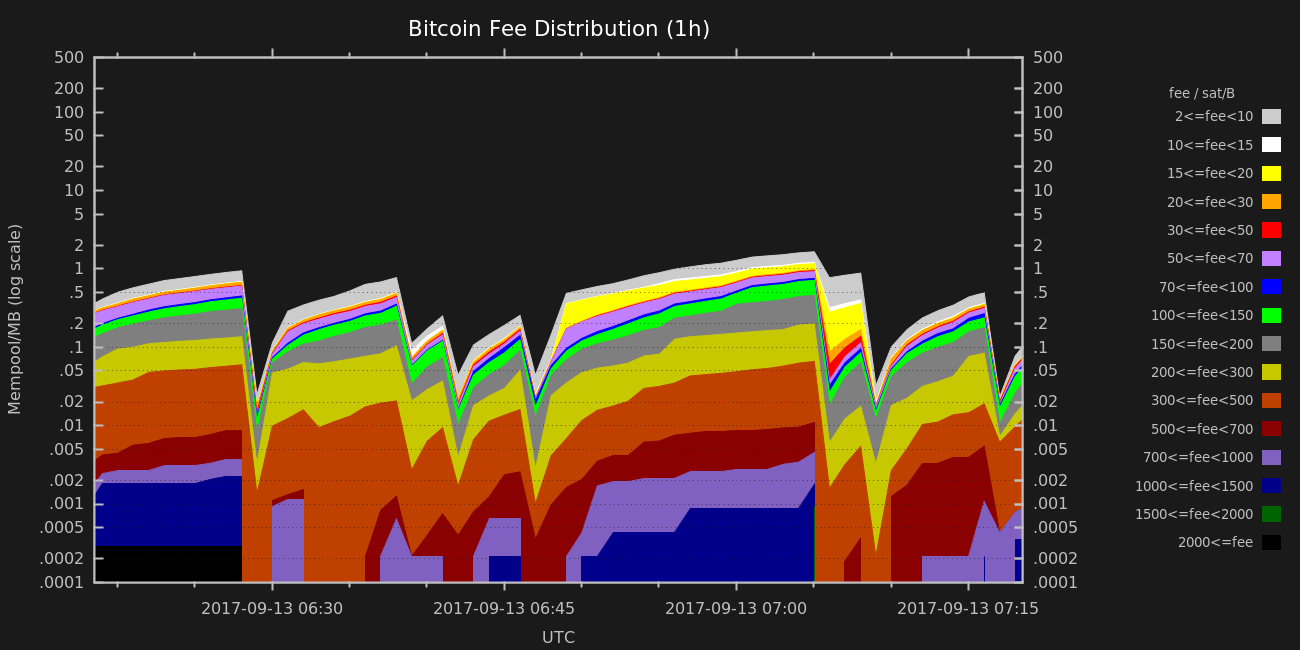 Bitcoin Fee Distribution (1h)
Mempool/MB (log scale)
500 500
200 200
100 100
50 50
20 20
10 10
5 5
2 2
1 1
.5 .5
.2 .2
.1 .1
.05 .05
.02 .02
.01 .01
.005 .005
.002 .002
.001 .001
.0005 .0005
.0002 .0002
.0001 .0001
2017-09-13 06:30 2017-09-13 06:45 2017-09-13 07:00 2017-09-13 07:15
UTC
fee / sat/B
2<=fee<10
10<=fee<15
15<=fee<20
20<=fee<30
30<=fee<50
50<=fee<70
70<=fee<100
100<=fee<150
150<=fee<200
200<=fee<300
300<=fee<500
500<=fee<700
700<=fee<1000
1000<=fee<1500
1500<=fee<2000
2000<=fee